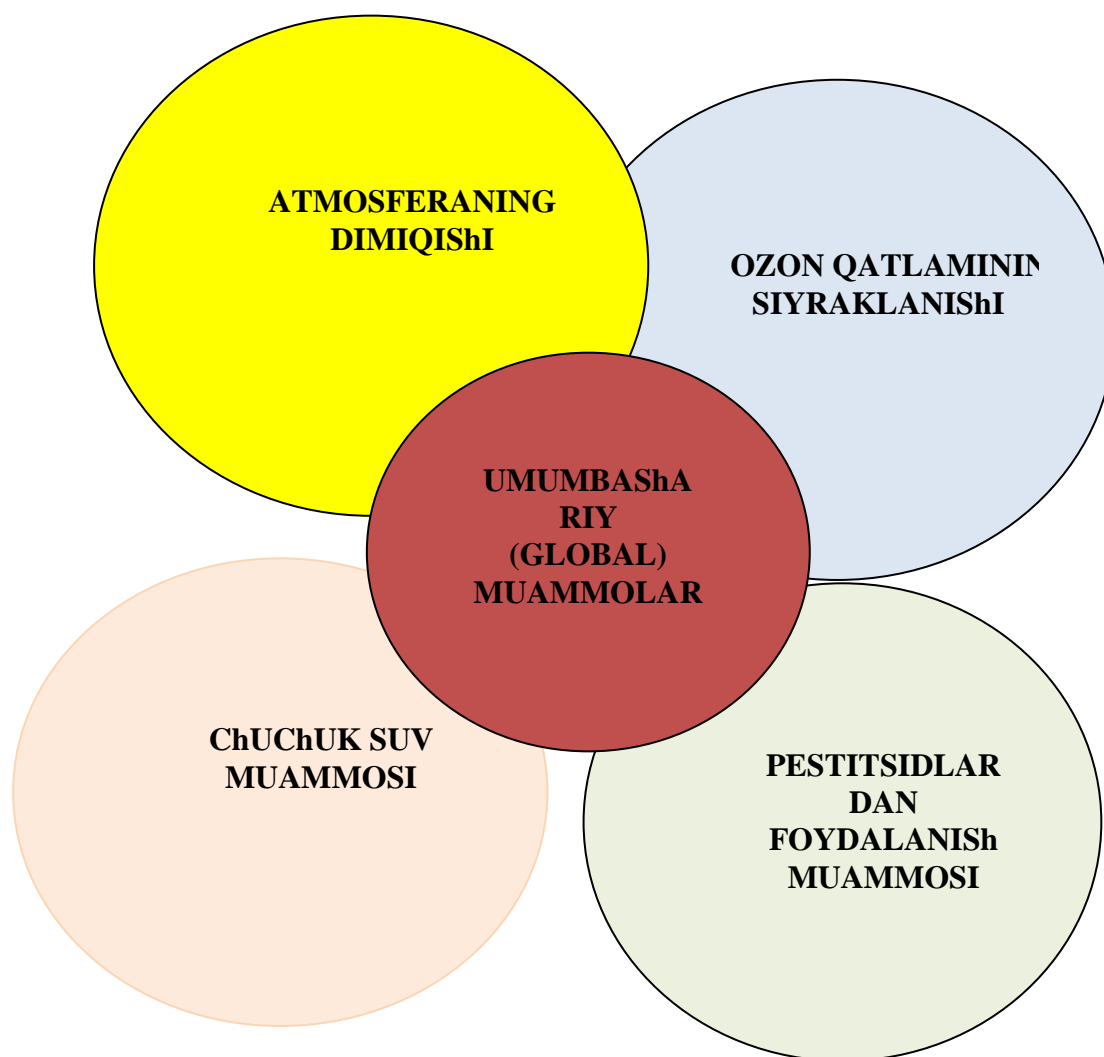 ATMOSFERANING
DIMIQIShI
OZON QATLAMININ
SIYRAKLANIShI
UMUMBAShA
RIY
(GLOBAL)
MUAMMOLAR
ChUChUK SUV
MUAMMOSI
PESTITSIDLAR
DAN
FOYDALANISh
MUAMMOSI